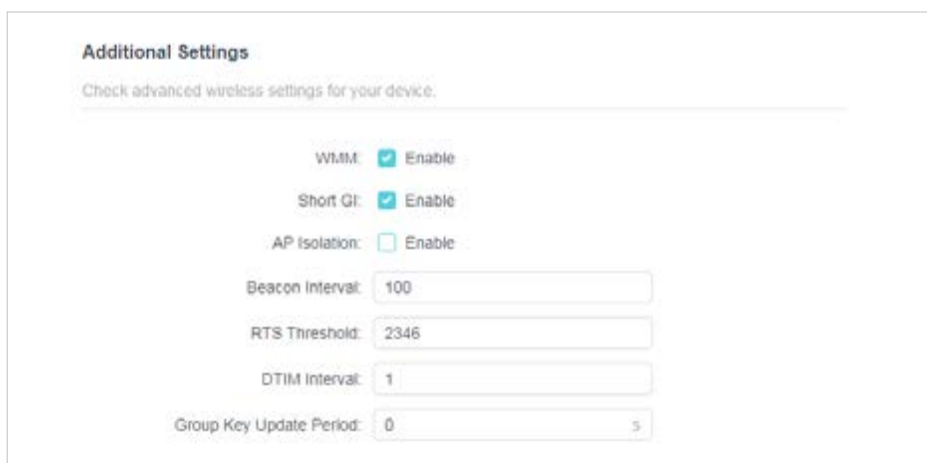 Additional Settings
Check advanced wireless settings for your device.
WMM: Enable
Short GI: Enable
AP Isolation: Enable
Beacon Interval: 100
RTS Threshold: 2346
DTIM Interval: 1
Group Key Update Period: 0 s